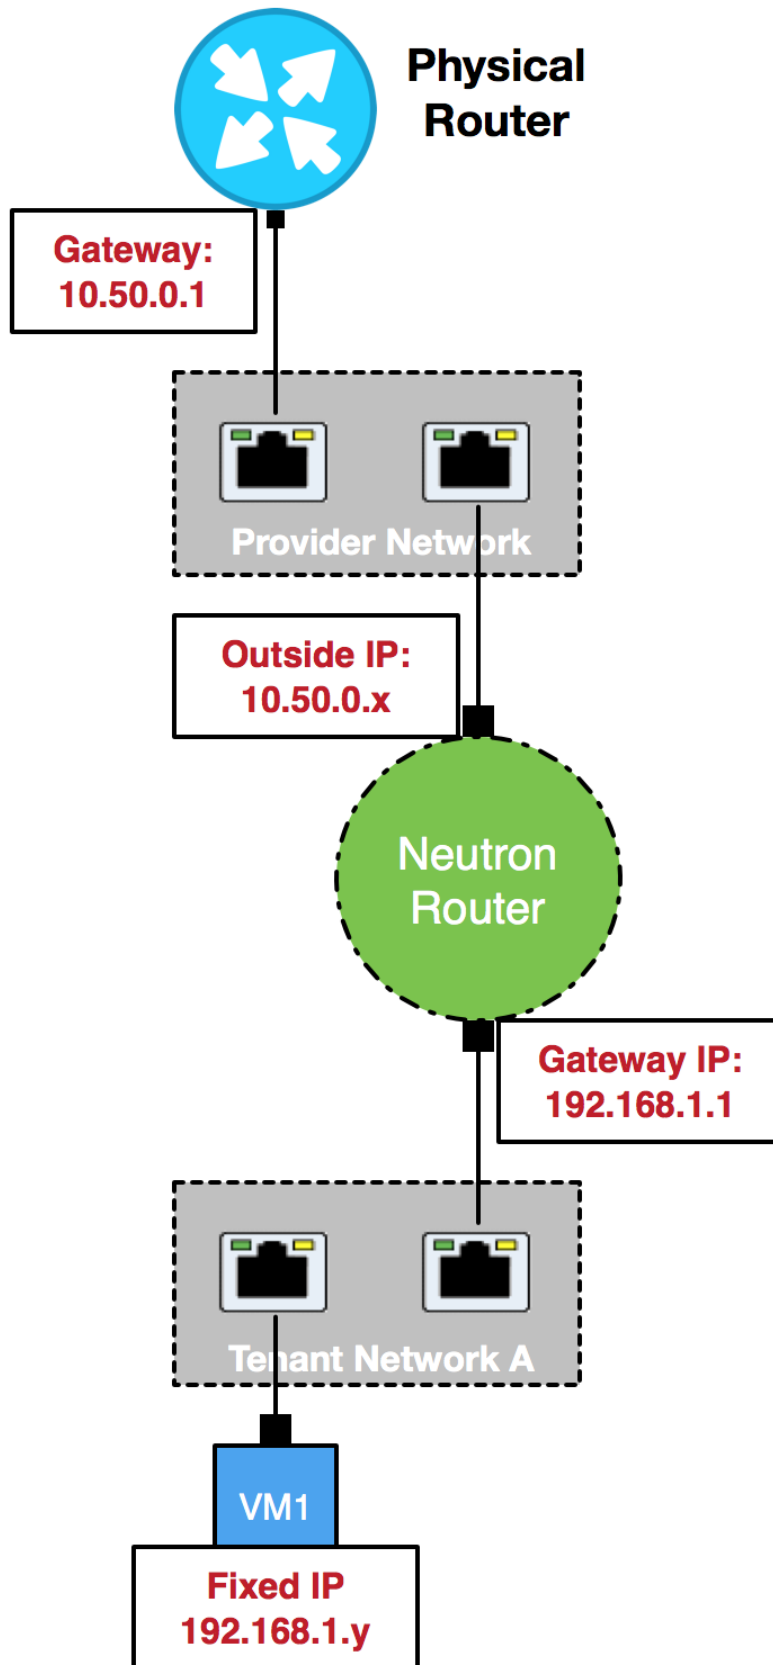 Physical
Router
Gateway:
10.50.0.1
Provider Network
Outside IP:
10.50.0.x
Neutron
Router
Gateway IP:
192.168.1.1
Tenant Network A
VM1
Fixed IP
192.168.1.y